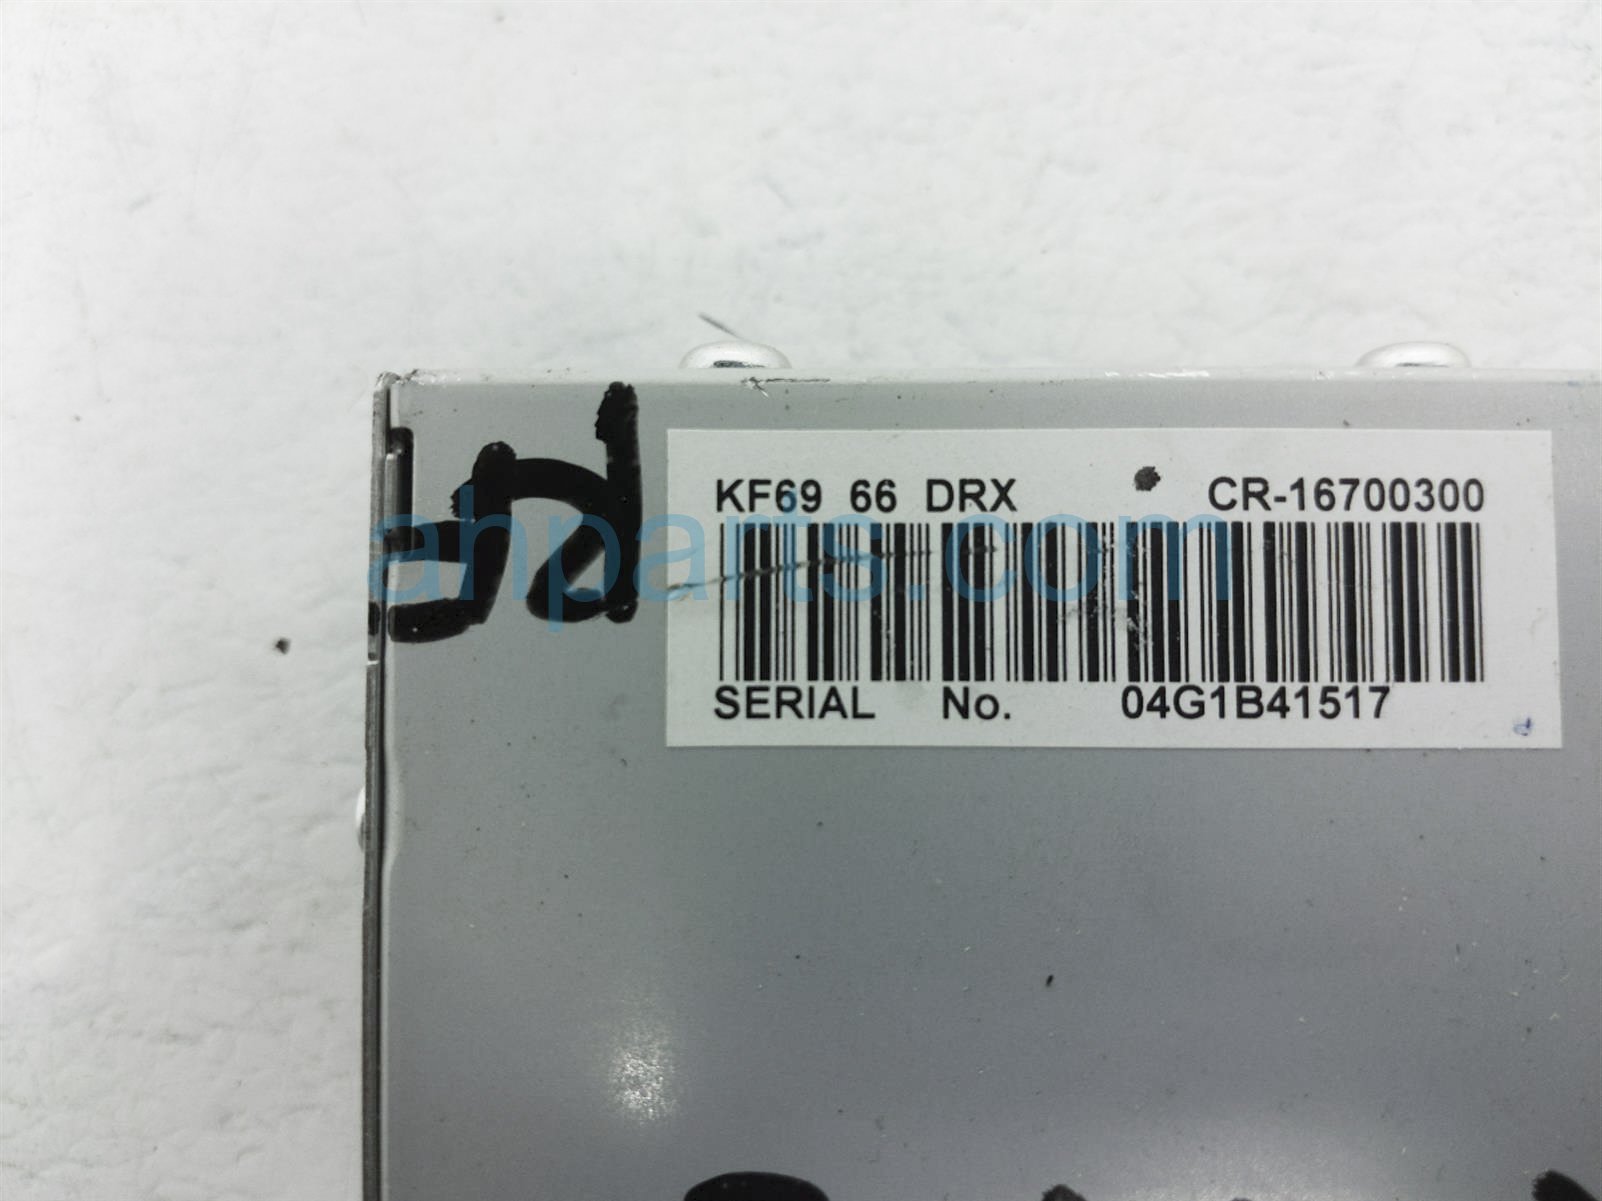 KF69 66 DRX CR-16700300
SERIAL No. 04G1B41517
ahparts.com